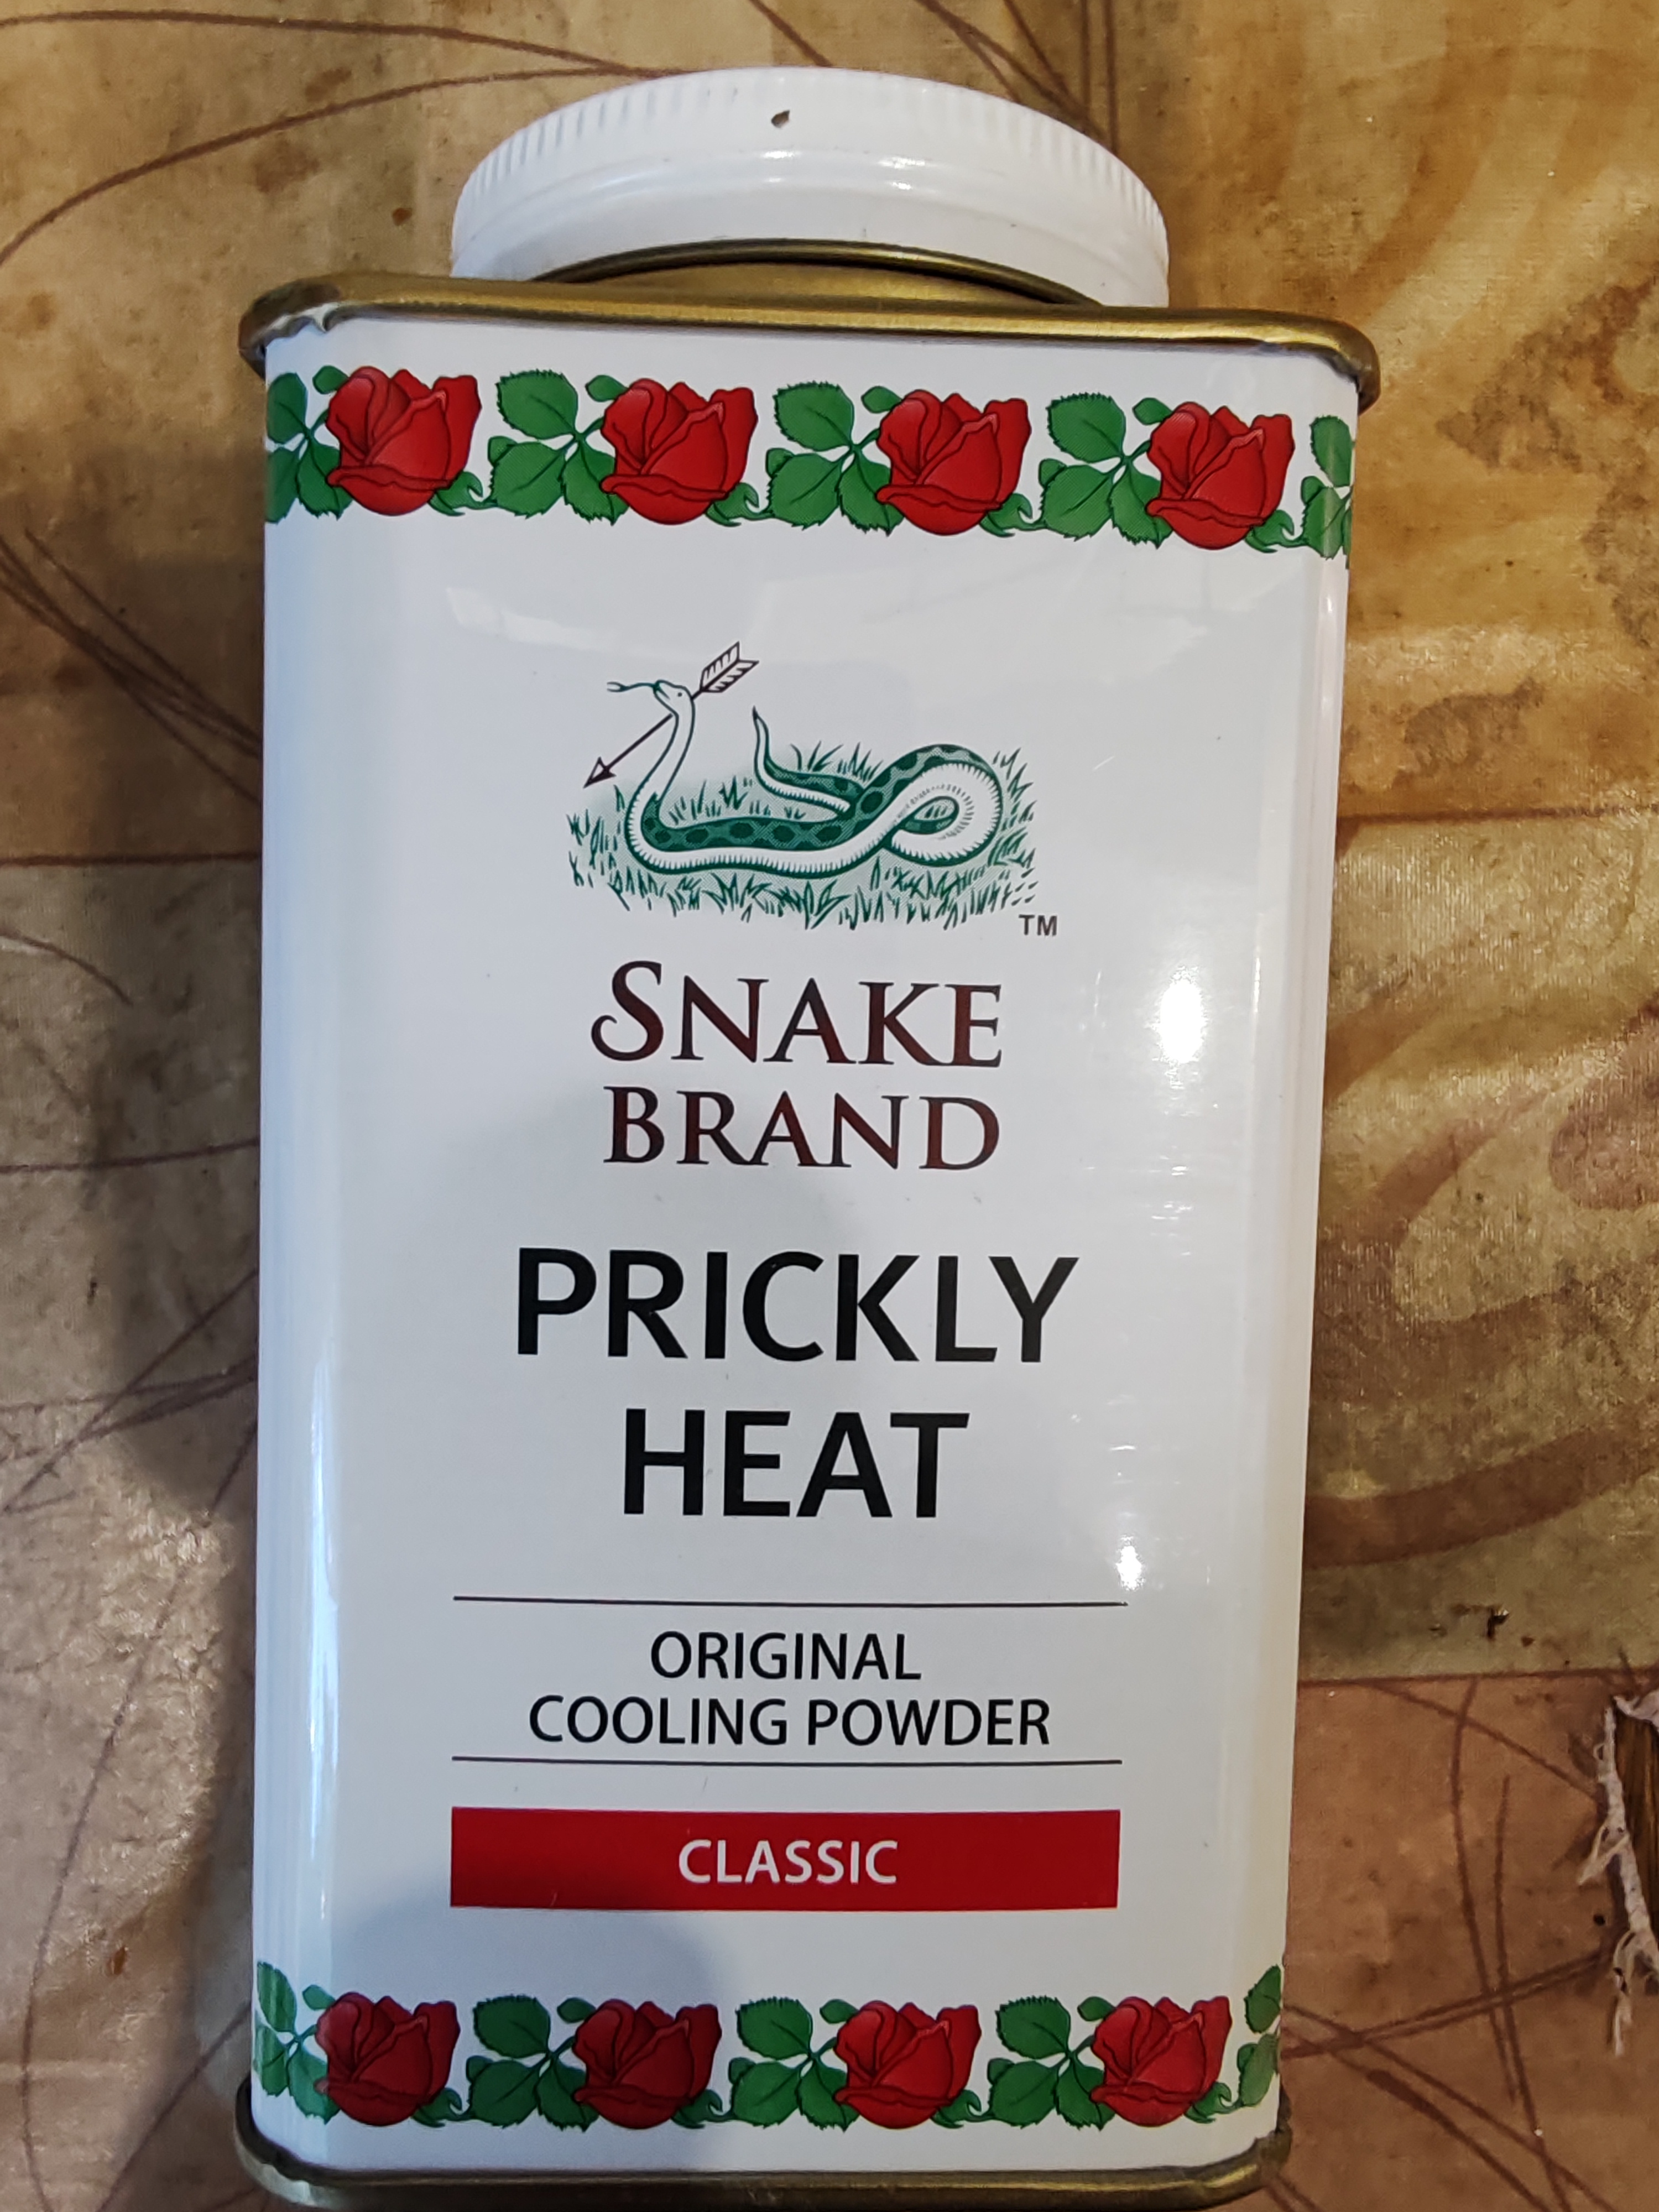 TM
SNAKE
BRAND
PRICKLY
HEAT
ORIGINAL
COOLING POWDER
CLASSIC